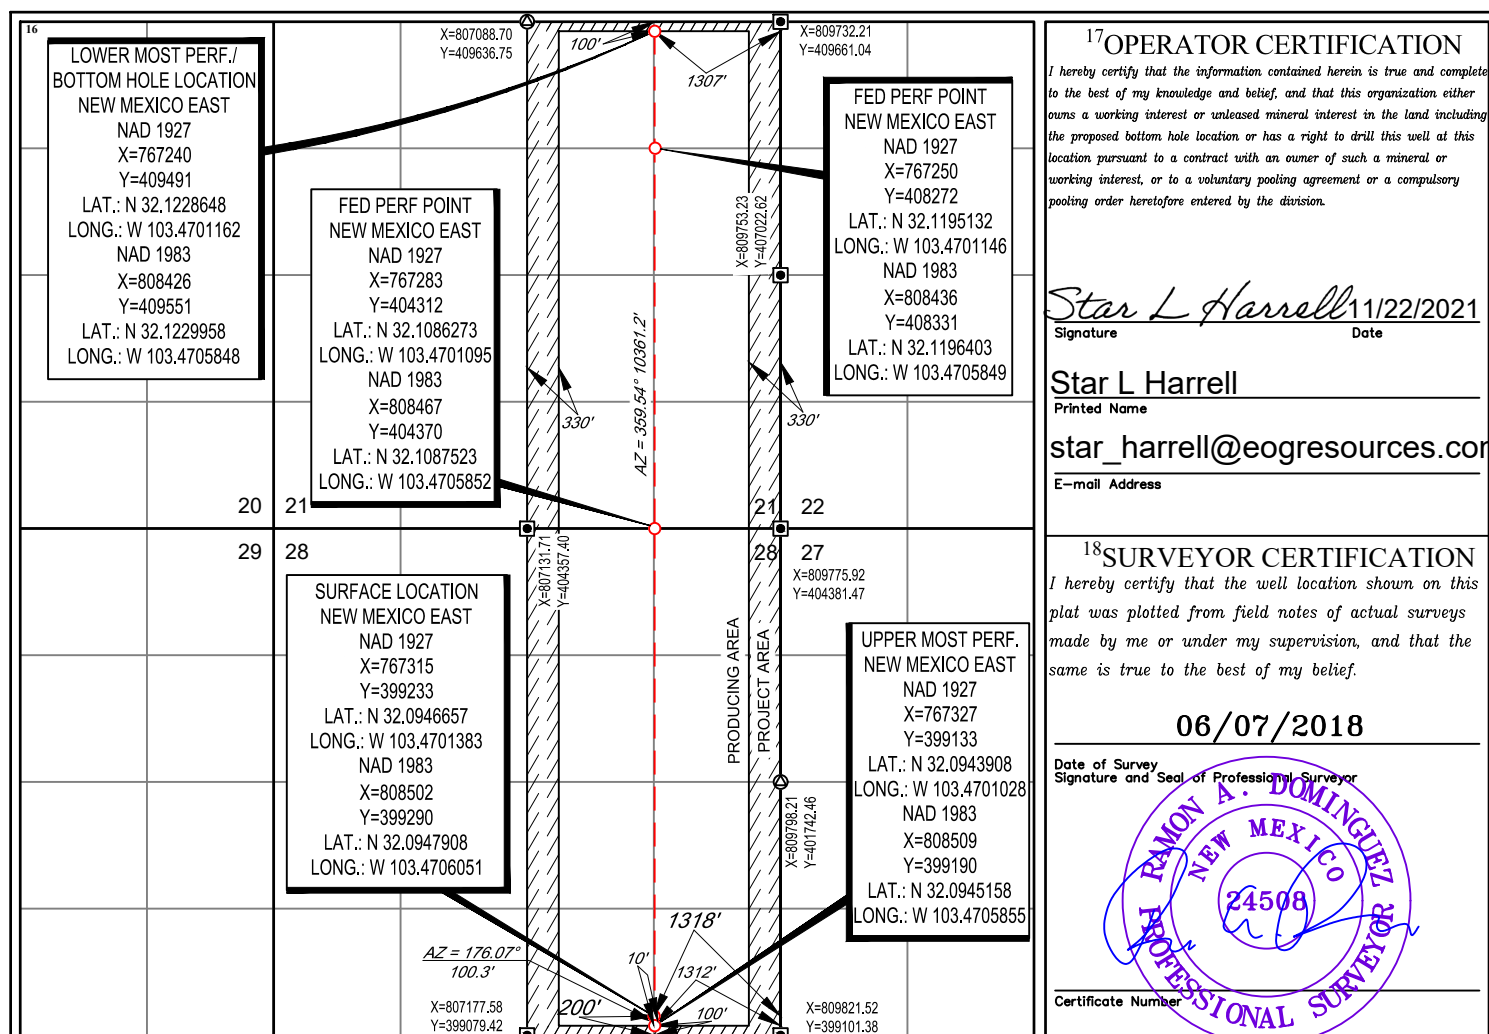 16
LOWER MOST PERF./
BOTTOM HOLE LOCATION
NEW MEXICO EAST
NAD 1927
X=767240
Y=409491
LAT.: N 32.1228648
LONG.: W 103.4701162
NAD 1983
X=808426
Y=409551
LAT.: N 32.1229958
LONG.: W 103.4705848
X=807088.70
Y=409636.75
100'
1307'
X=809732.21
Y=409661.04
FED PERF POINT
NEW MEXICO EAST
NAD 1927
X=767250
Y=408272
LAT.: N 32.1195132
LONG.: W 103.4701146
NAD 1983
X=808436
Y=408331
LAT.: N 32.1196403
LONG.: W 103.4705849
FED PERF POINT
NEW MEXICO EAST
NAD 1927
X=767283
Y=404312
LAT.: N 32.1086273
LONG.: W 103.4701095
NAD 1983
X=808467
Y=404370
LAT.: N 32.1087523
LONG.: W 103.4705852
X=809753.23
Y=407022.62
AZ = 359.54° 10361.2'
330'
330'
20
21
21
22
29
28
28
27
X=807131.71
Y=404357.40
X=809775.92
Y=404381.47
SURFACE LOCATION
NEW MEXICO EAST
NAD 1927
X=767315
Y=399233
LAT.: N 32.0946657
LONG.: W 103.4701383
NAD 1983
X=808502
Y=399290
LAT.: N 32.0947908
LONG.: W 103.4706051
PRODUCING AREA
PROJECT AREA
UPPER MOST PERF.
NEW MEXICO EAST
NAD 1927
X=767327
Y=399133
LAT.: N 32.0943908
LONG.: W 103.4701028
NAD 1983
X=808509
Y=399190
LAT.: N 32.0945158
LONG.: W 103.4705855
X=809798.21
Y=401742.46
AZ = 176.07°
100.3'
10'
1318'
1312'
200'
100'
X=807177.58
Y=399079.42
X=809821.52
Y=399101.38
17OPERATOR CERTIFICATION
I hereby certify that the information contained herein is true and complete
to the best of my knowledge and belief, and that this organization either
owns a working interest or unleased mineral interest in the land including
the proposed bottom hole location or has a right to drill this well at this
location pursuant to a contract with an owner of such a mineral or
working interest, or to a voluntary pooling agreement or a compulsory
pooling order heretofore entered by the division.
Star L Harrell 11/22/2021
Signature Date
Star L Harrell
Printed Name
star_harrell@eogresources.cor
E-mail Address
18SURVEYOR CERTIFICATION
I hereby certify that the well location shown on this
plat was plotted from field notes of actual surveys
made by me or under my supervision, and that the
same is true to the best of my belief.
06/07/2018
Date of Survey
Signature and Seal of Professional Surveyor
RAMON A. DOMINGUEZ
NEW MEXICO
24508
PROFESSIONAL SURVEYOR
Certificate Number